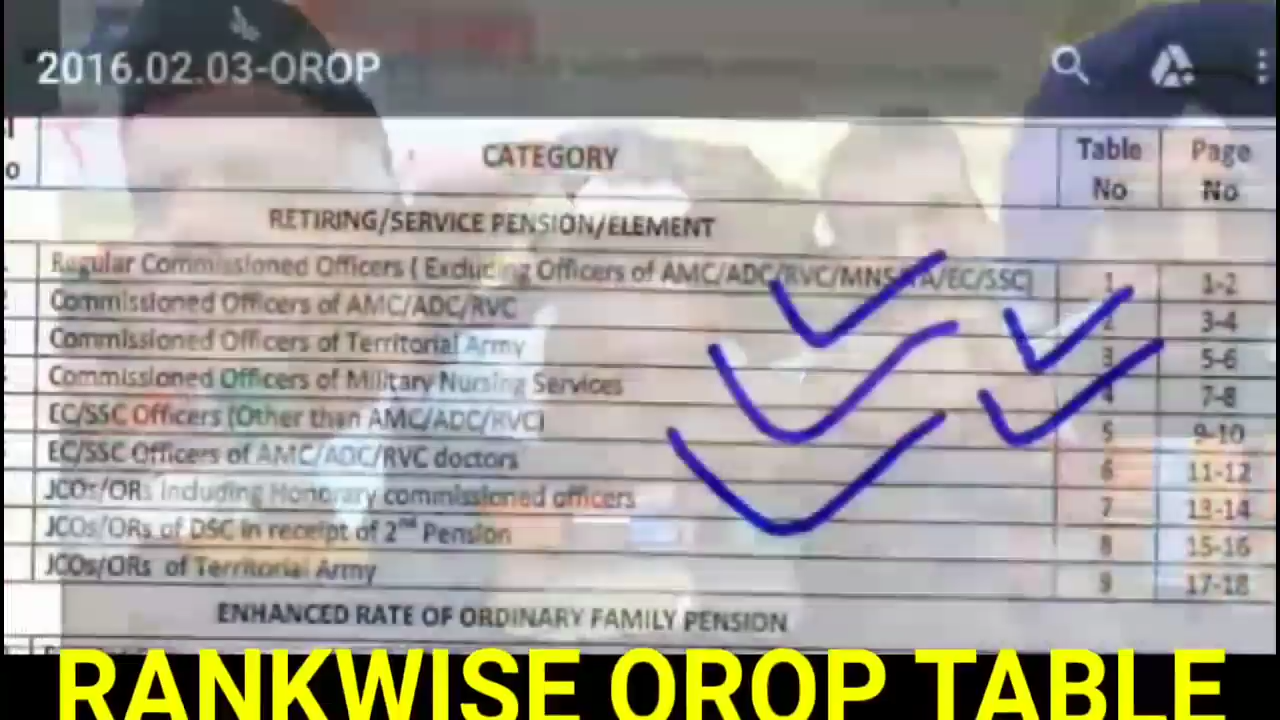 2016.02.03-OROP
CATEGORY Table No Page No
RETIRING/SERVICE PENSION/ELEMENT
Regular Commissioned Officers ( Excluding Officers of AMC/ADC/RVC/MNS/TA/EC/SSC) 1 1-2
Commissioned Officers of AMC/ADC/RVC 2 3-4
Commissioned Officers of Territorial Army 3 5-6
Commissioned Officers of Military Nursing Services 4 7-8
EC/SSC Officers (Other than AMC/ADC/RVC) 5 9-10
EC/SSC Officers of AMC/ADC/RVC doctors 6 11-12
JCOs/ORs including Honorary commissioned officers 7 13-14
JCOs/ORs of DSC in receipt of 2nd Pension 8 15-16
JCOs/ORs of Territorial Army 9 17-18
ENHANCED RATE OF ORDINARY FAMILY PENSION
RANKWISE OROP TABLE